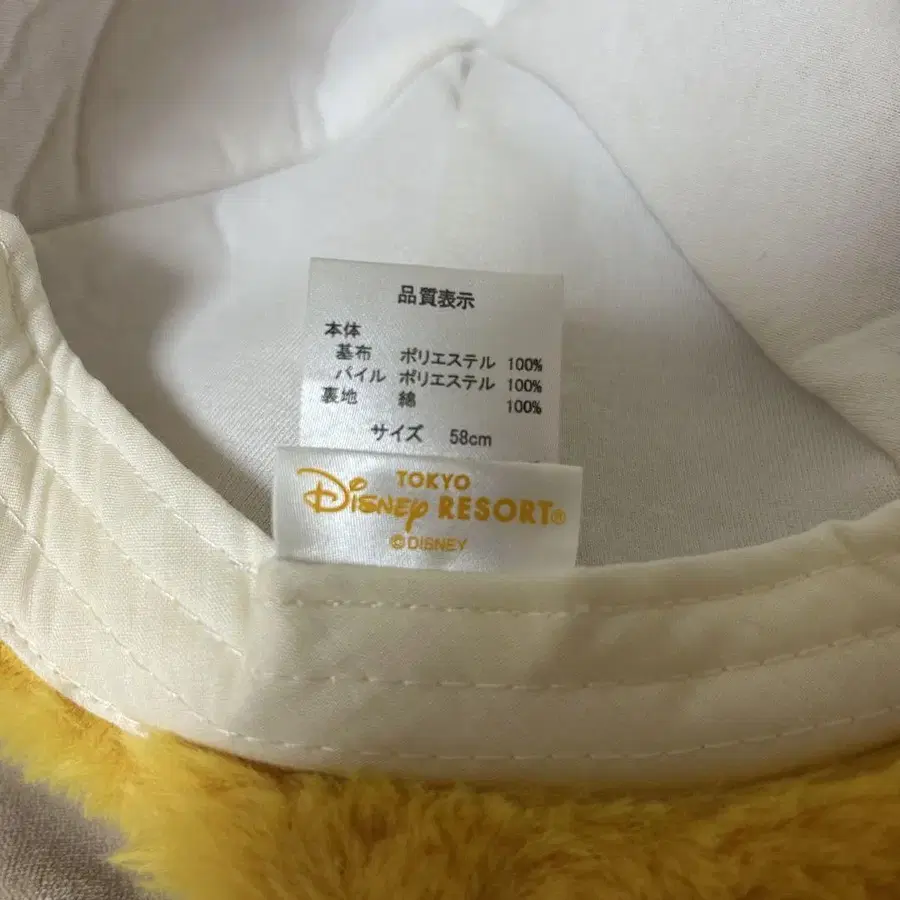 品質表示
本体
基布 ポリエステル 100%
パイル ポリエステル 100%
裏地 綿 100%
サイズ 58cm
TOKYO
Disney RESORT®
©DISNEY